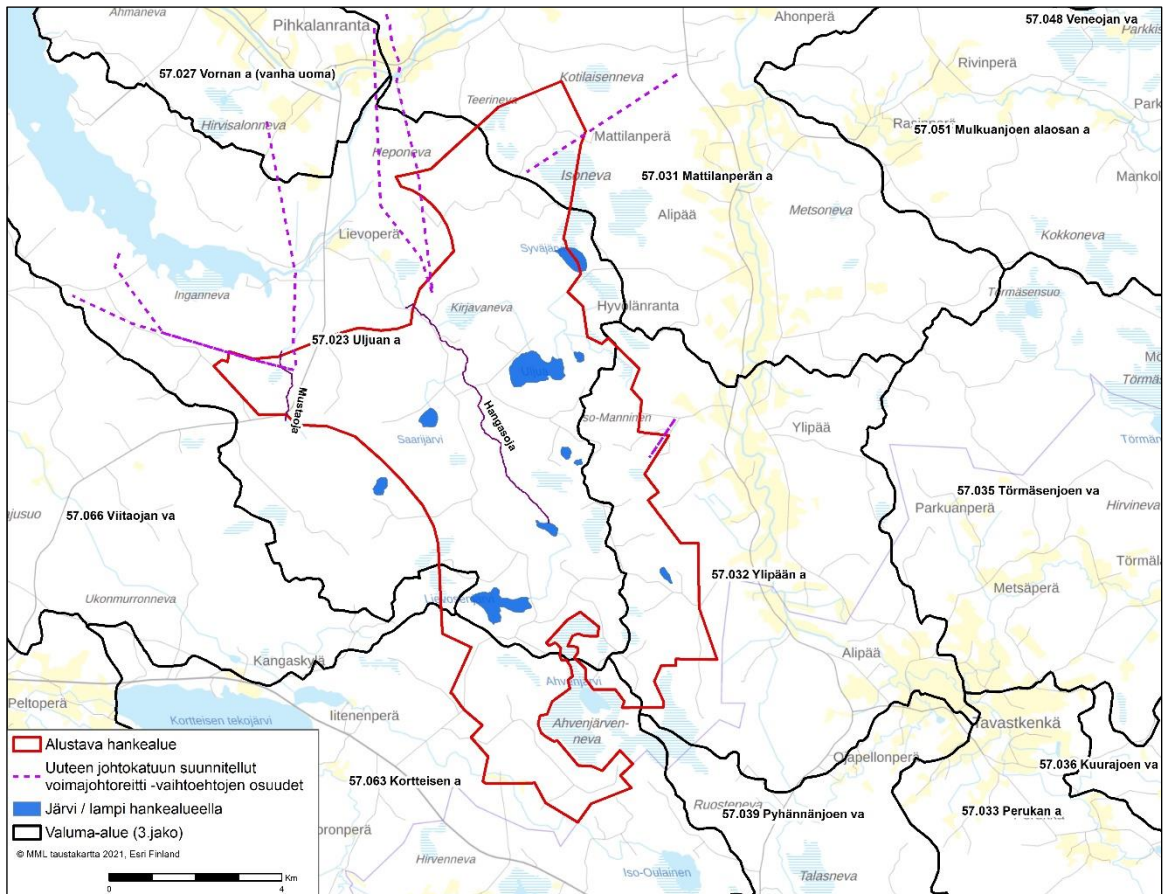 57.048 Veneojan va
Ahmaneva
Pihkalanranta
Ahonperä
Parkkis
Rivinperä
57.027 Vornan a (vanha uoma)
Kotilaisenneva
Teerineva
Hirvisalonneva
Mattilanperä
57.051 Mulkuanjoen alaosan a
Heponeva
Isoneva
57.031 Mattilanperän a
Mankol
Alipää
Metsoneva
Lievoperä
Kokkoneva
Syväjär
Inganneva
Kirjavaneva
Hyvölänranta
Törmäsensuo
57.023 Uljuan a
Mustaoja
Hangasoja
Iso-Manninen
Ylipää
Saarijärvi
57.035 Törmäsenjoen va
Parkuanperä
Hirvineva
57.066 Viitaojan va
ajusuo
57.032 Ylipään a
Metsäperä
Ukonmurronneva
Kangaskylä
Alipää
Ahvenjärvi
Peltoperä
Kortteisen tekojärvi
Iitenenperä
Ahvenjärven-
neva
Tavastkenkä
Ojapellonperä
57.063 Kortteisen a
57.036 Kuurajoen va
Ruosteneva
57.039 Pyhännänjoen va
57.033 Perukan a
Hirvenneva
Iso-Oulainen
Talasneva
Alustava hankealue
Uuteen johtokatuun suunnitellut
voimajohtoreitti -vaihtoehtojen osuudet
Järvi / lampi hankealueella
Valuma-alue (3.jako)
© MML taustakartta 2021, Esri Finland
Km
0 4